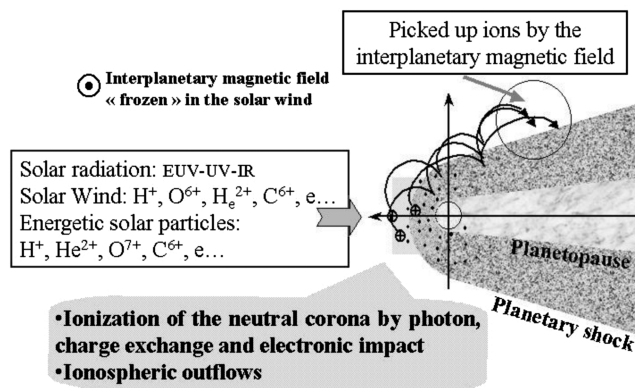 Picked up ions by the
interplanetary magnetic field
Interplanetary magnetic field
« frozen » in the solar wind
Solar radiation: EUV-UV-IR
Solar Wind: H⁺, O⁶⁺, Hₑ²⁺, C⁶⁺, e…
Energetic solar particles:
H⁺, He²⁺, O⁷⁺, C⁶⁺, e…
Planetopause
Planetary shock
•Ionization of the neutral corona by photon,
charge exchange and electronic impact
•Ionospheric outflows